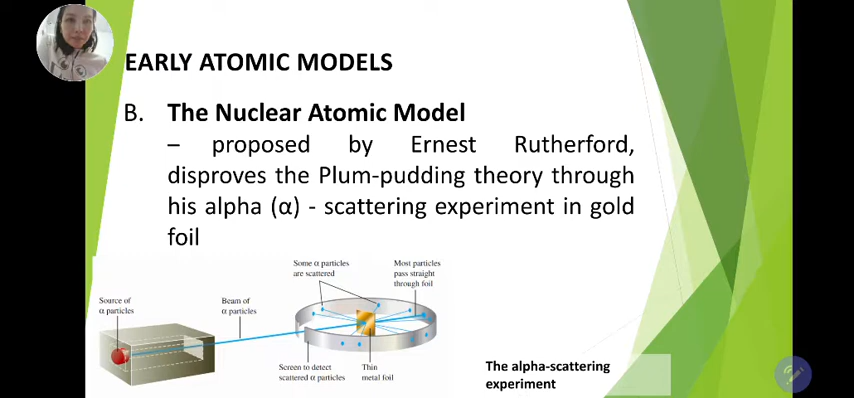 EARLY ATOMIC MODELS
B. The Nuclear Atomic Model
– proposed by Ernest Rutherford,
disproves the Plum-pudding theory through
his alpha (α) - scattering experiment in gold
foil
Some α particles
are scattered
Most particles
pass straight
through foil
Source of
α particles
Beam of
α particles
Screen to detect
scattered α particles
Thin
metal foil
The alpha-scattering
experiment